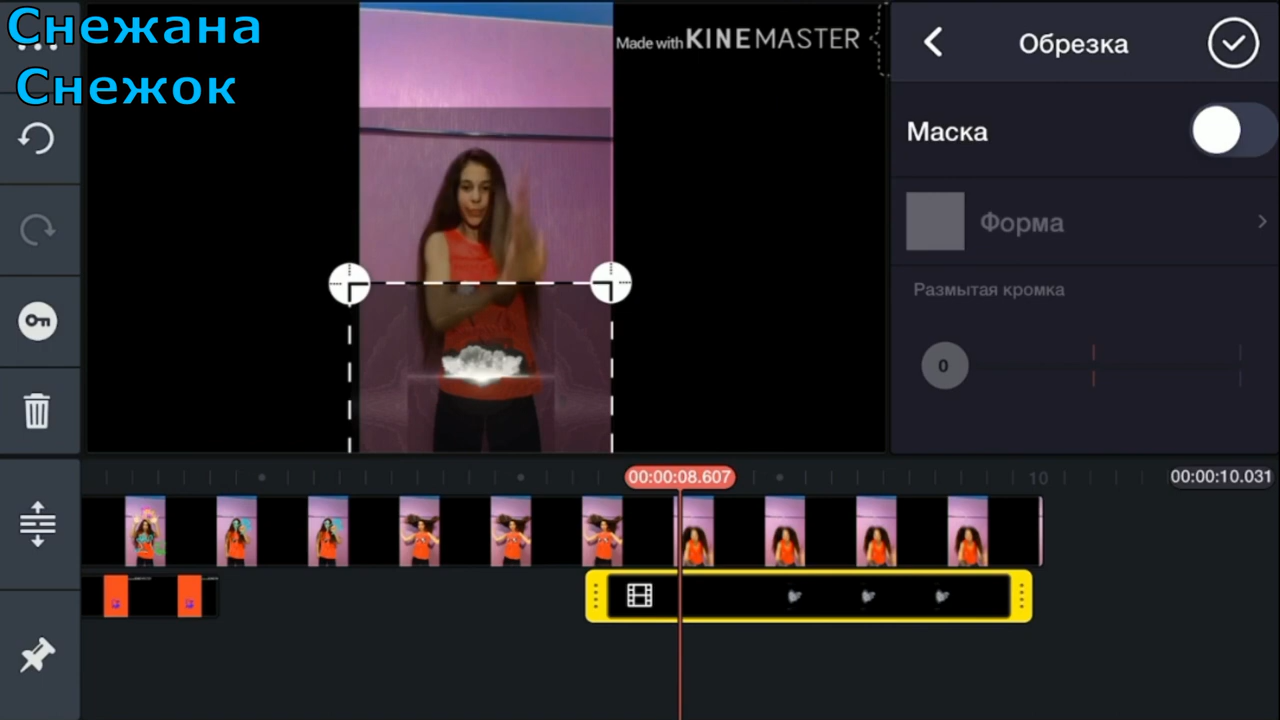 Снежана
Снежок
Made with KINEMASTER
Обрезка
Маска
Форма
Размытая кромка
0
00:00:08.607
10
00:00:10.031